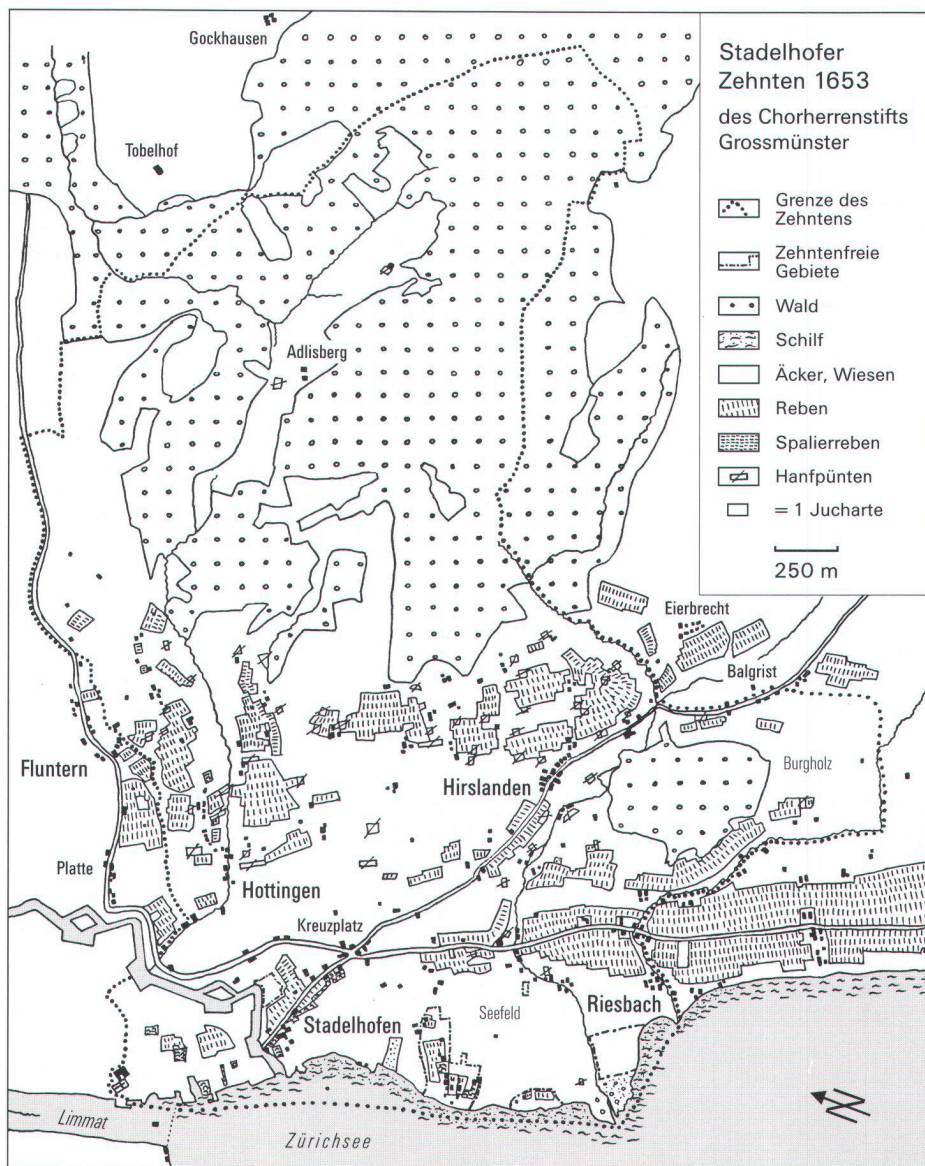 Gockhausen
Stadelhofer
Zehnten 1653
des Chorherrenstifts
Grossmünster
Tobelhof
Grenze des
Zehntens
Zehntenfreie
Gebiete
Wald
Schilf
Adlisberg
Äcker, Wiesen
Reben
Spalierreben
Hanfpünten
= 1 Jucharte
250 m
Eierbrecht
Balgrist
Fluntern
Burgholz
Hirslanden
Platte
Hottingen
Kreuzplatz
Stadelhofen
Seefeld
Riesbach
Limmat
Zürichsee